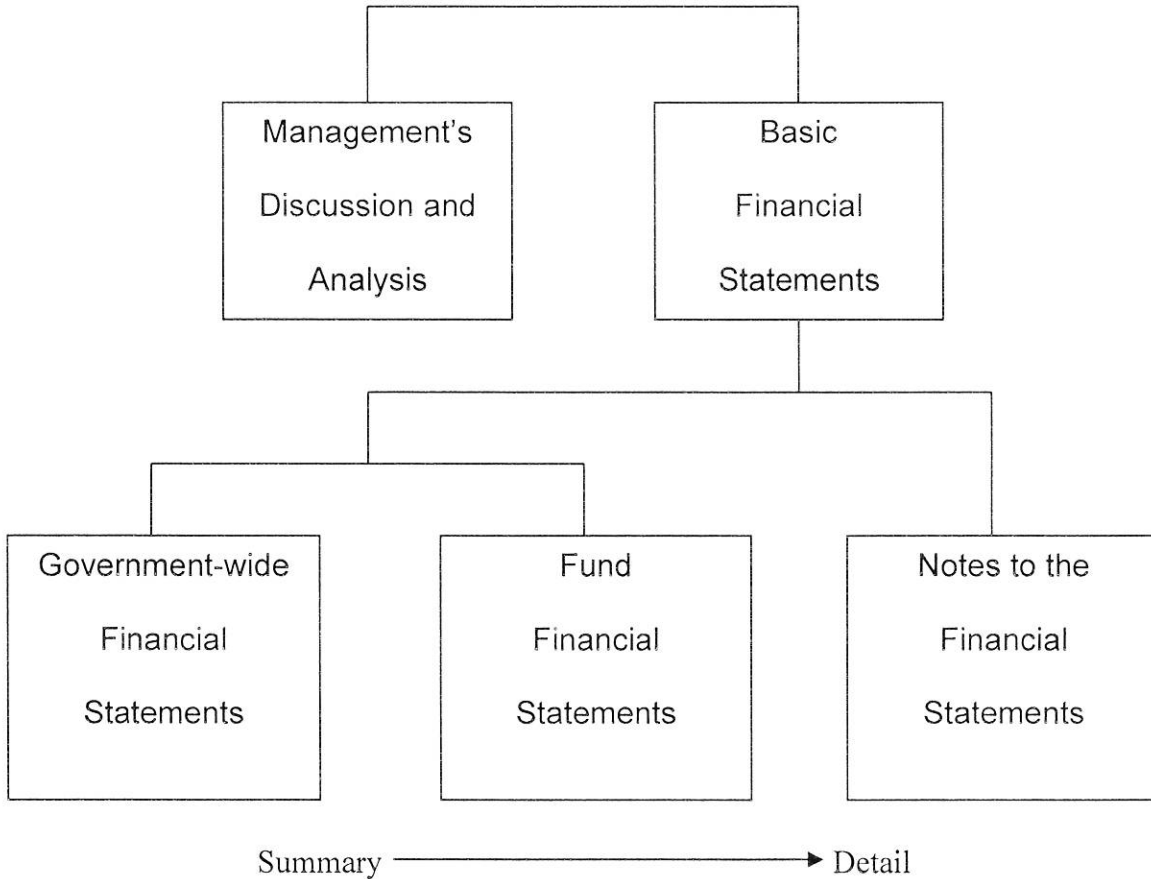 Management's
Discussion and
Analysis
Basic
Financial
Statements
Government-wide
Financial
Statements
Fund
Financial
Statements
Notes to the
Financial
Statements
Summary
Detail